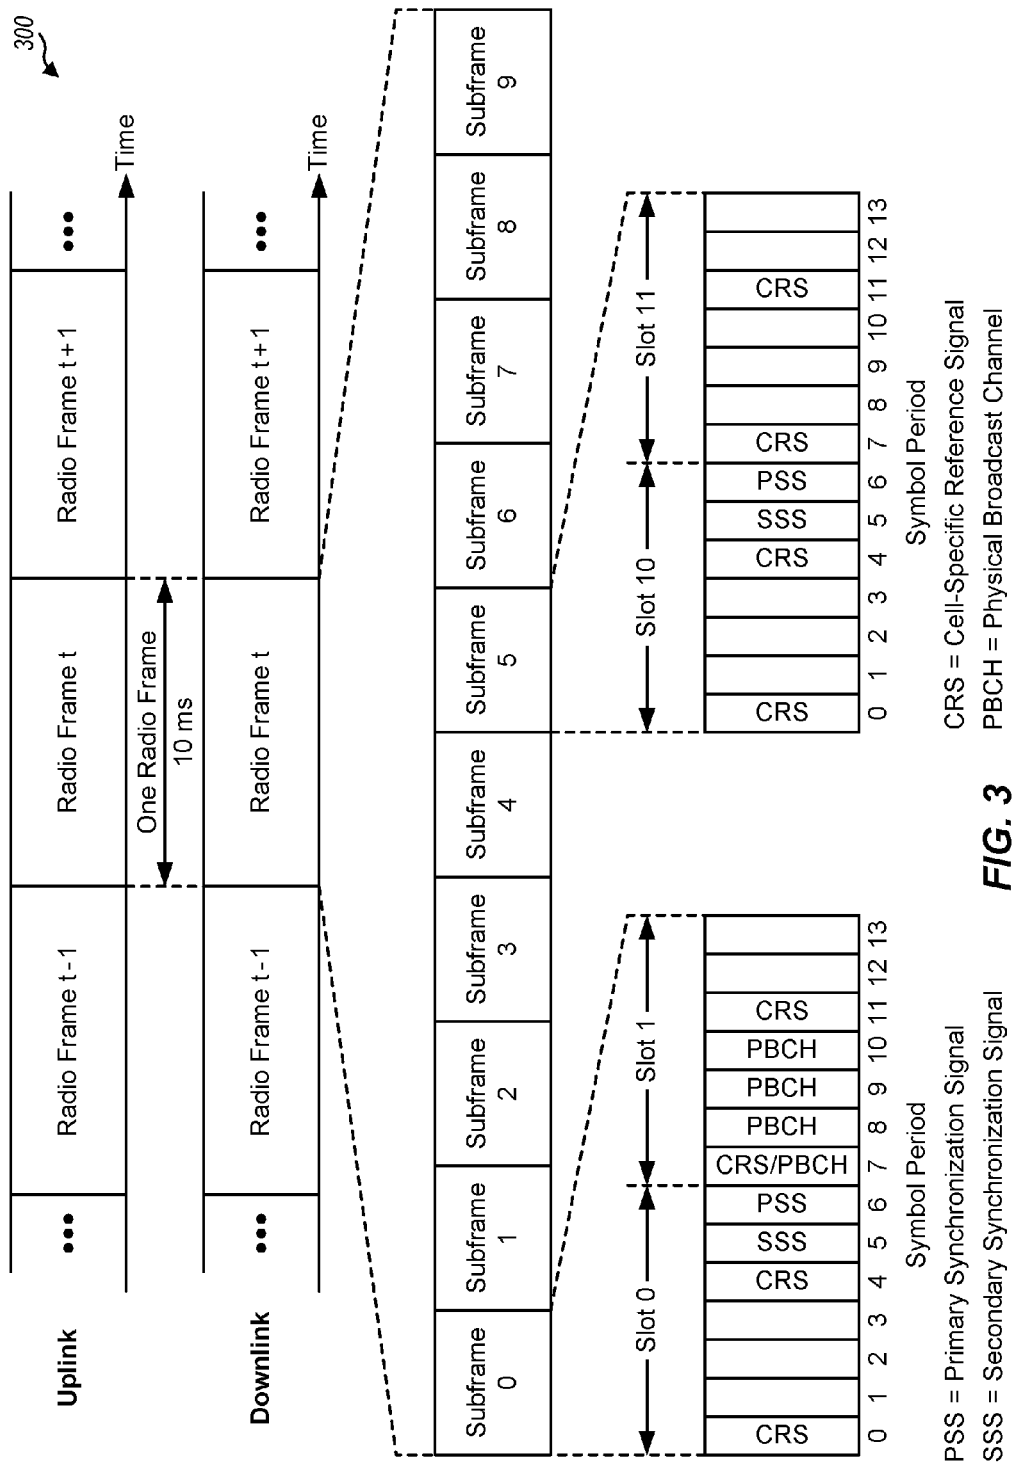 300
Uplink
•••
Radio Frame t - 1
Radio Frame t
Radio Frame t + 1
•••
Time
One Radio Frame
10 ms
Downlink
•••
Radio Frame t - 1
Radio Frame t
Radio Frame t + 1
•••
Time
Subframe 0
Subframe 1
Subframe 2
Subframe 3
Subframe 4
Subframe 5
Subframe 6
Subframe 7
Subframe 8
Subframe 9
Slot 0
Slot 1
CRS
CRS
SSS
PSS
CRS/PBCH
PBCH
PBCH
PBCH
CRS
0 1 2 3 4 5 6 7 8 9 10 11 12 13
Symbol Period
Slot 10
Slot 11
CRS
CRS
SSS
PSS
CRS
CRS
0 1 2 3 4 5 6 7 8 9 10 11 12 13
Symbol Period
PSS = Primary Synchronization Signal
SSS = Secondary Synchronization Signal
CRS = Cell-Specific Reference Signal
PBCH = Physical Broadcast Channel
FIG. 3